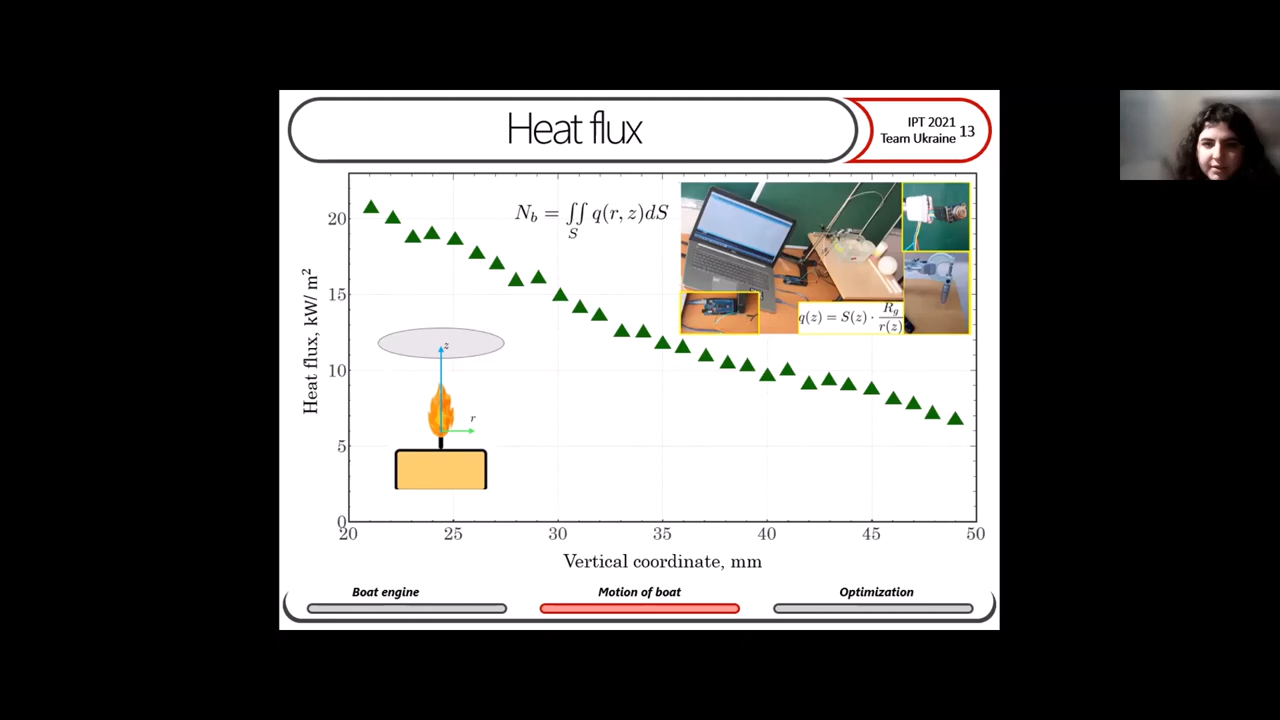 Heat flux
IPT 2021
Team Ukraine 13
N_b = ∬_S q(r, z)dS
q(z) = S(z) · R_g / r(z)
Heat flux, kW/ m²
20
15
10
5
0
z
r
20 25 30 35 40 45 50
Vertical coordinate, mm
Boat engine Motion of boat Optimization